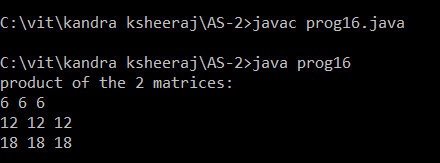 C:\vit\kandra ksheeraj\AS-2>javac prog16.java
C:\vit\kandra ksheeraj\AS-2>java prog16
product of the 2 matrices:
6 6 6
12 12 12
18 18 18